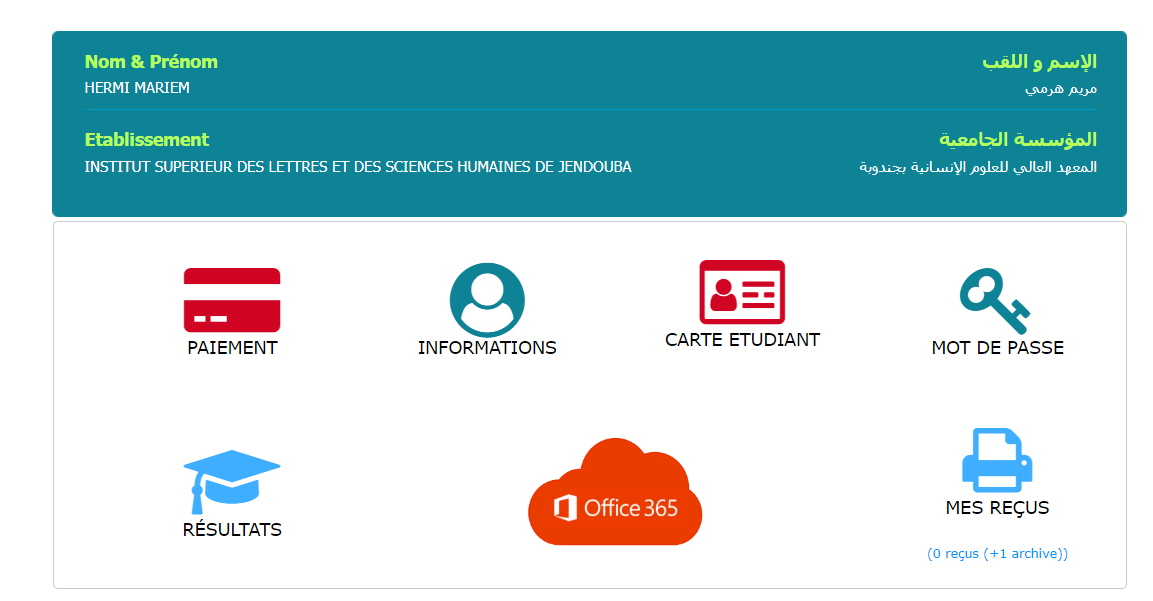 Nom & Prénom
الإسم و اللقب
HERMI MARIEM
مريم هرمي
Etablissement
المؤسسة الجامعية
INSTITUT SUPERIEUR DES LETTRES ET DES SCIENCES HUMAINES DE JENDOUBA
المعهد العالي للعلوم الإنسانية بجندوبة
PAIEMENT
INFORMATIONS
CARTE ETUDIANT
MOT DE PASSE
RÉSULTATS
Office 365
MES REÇUS
(0 reçus (+1 archive))